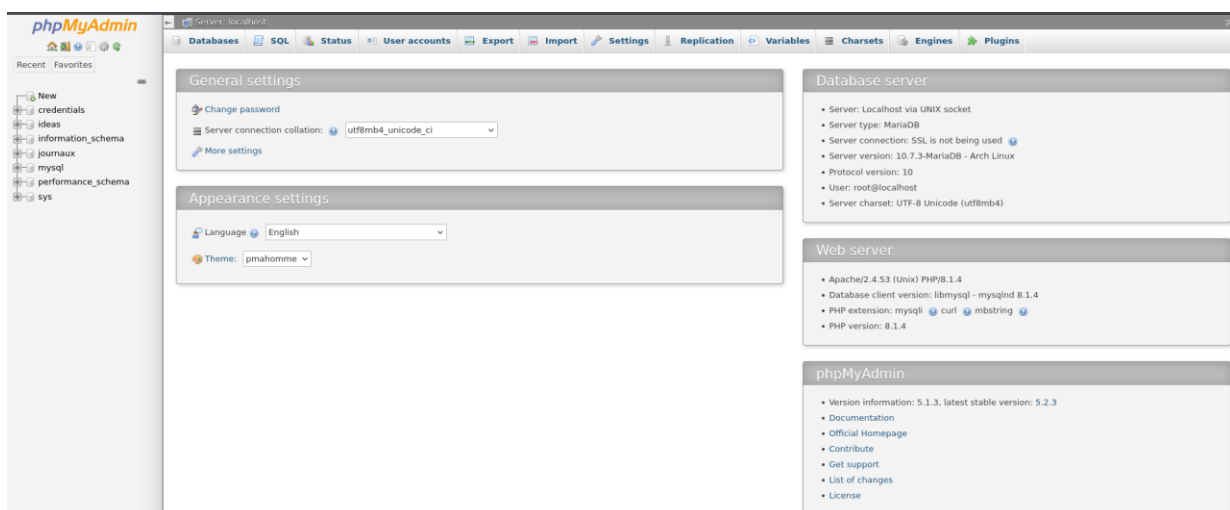 phpMyAdmin
Recent Favorites
New
credentials
ideas
information_schema
journaux
mysql
performance_schema
sys
Server: localhost
Databases SQL Status User accounts Export Import Settings Replication Variables Charsets Engines Plugins
General settings
Change password
Server connection collation: utf8mb4_unicode_ci
More settings
Appearance settings
Language English
Theme: pmahomme
Database server
• Server: Localhost via UNIX socket
• Server type: MariaDB
• Server connection: SSL is not being used
• Server version: 10.7.3-MariaDB - Arch Linux
• Protocol version: 10
• User: root@localhost
• Server charset: UTF-8 Unicode (utf8mb4)
Web server
• Apache/2.4.53 (Unix) PHP/8.1.4
• Database client version: libmysql - mysqlnd 8.1.4
• PHP extension: mysqli curl mbstring
• PHP version: 8.1.4
phpMyAdmin
• Version information: 5.1.3, latest stable version: 5.2.3
• Documentation
• Official Homepage
• Contribute
• Get support
• List of changes
• License